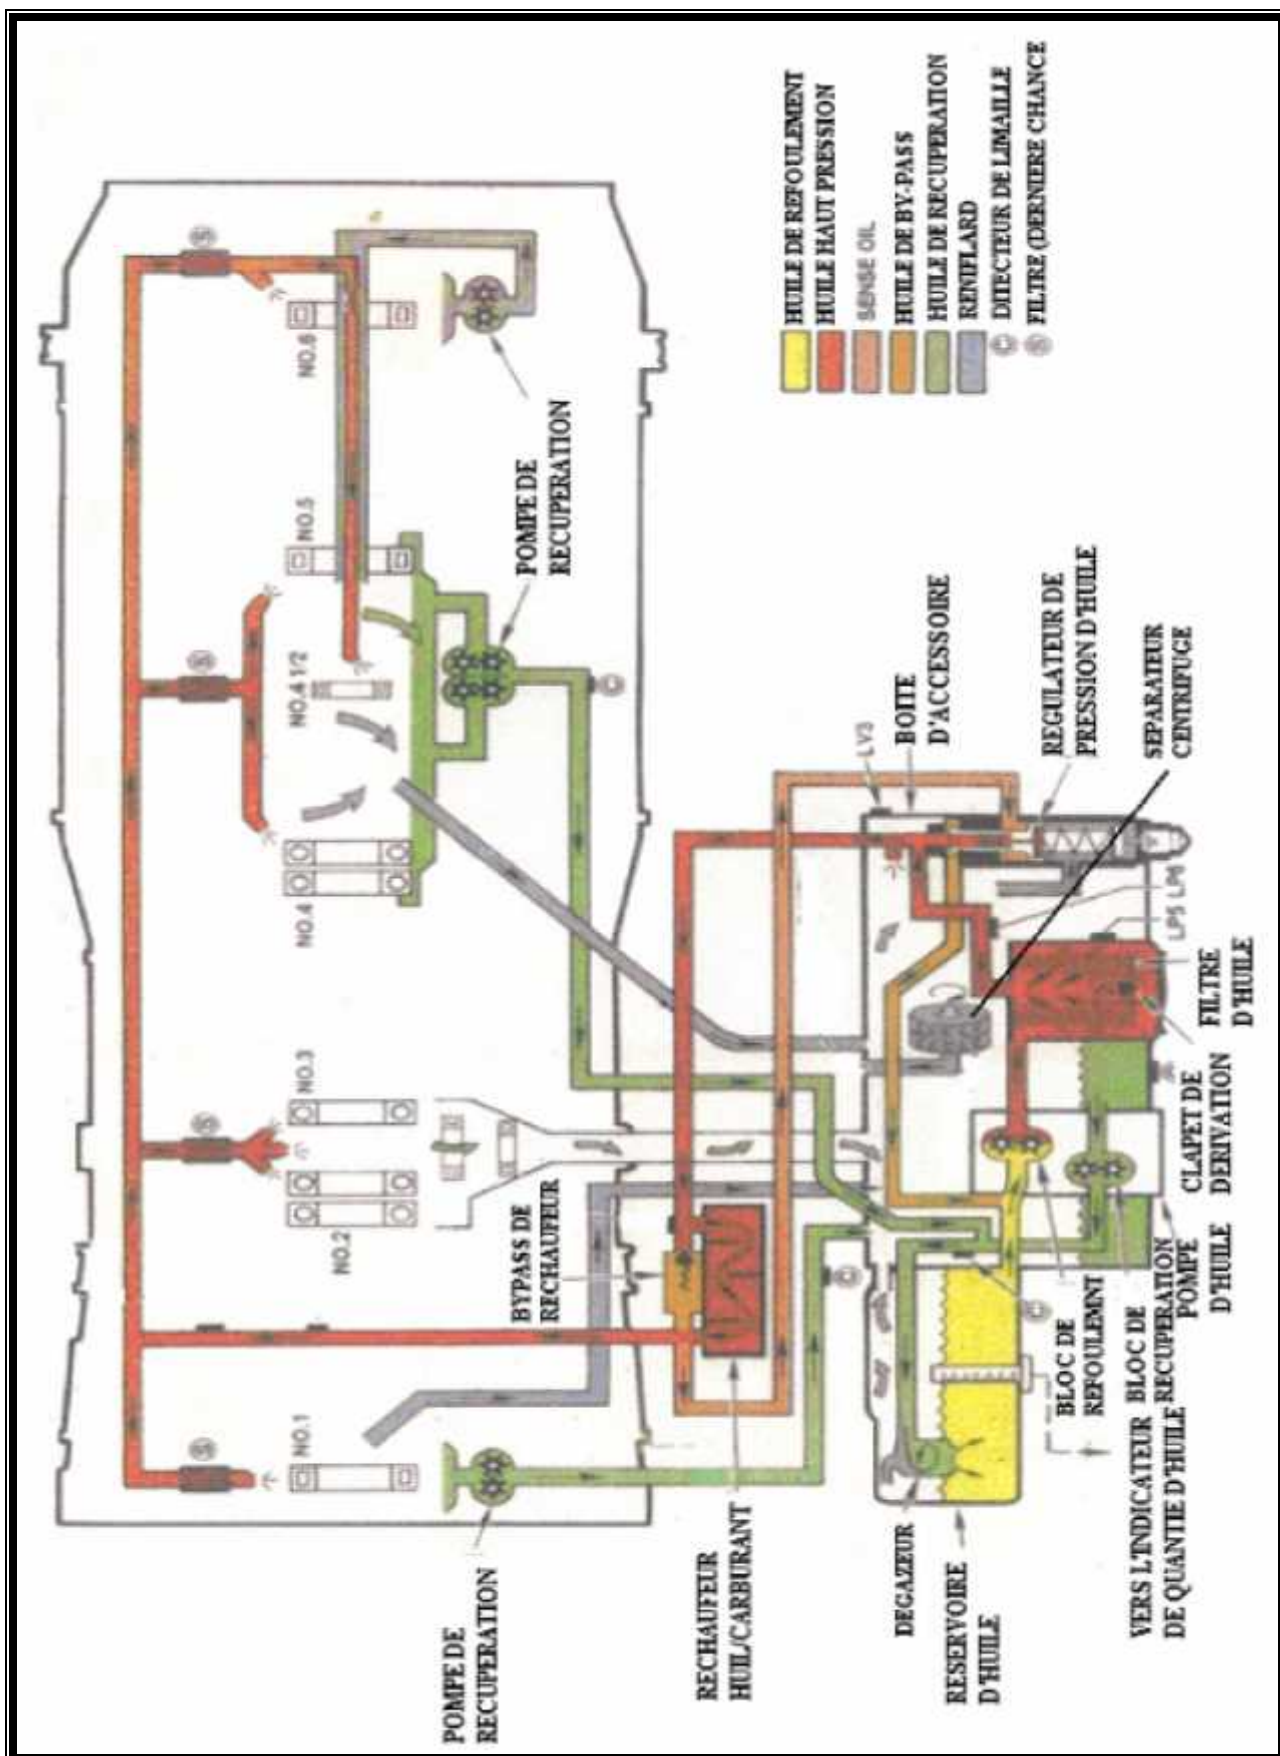 NO.1
NO.2
NO.3
NO.4
NO.4 1/2
NO.5
NO.6
Ⓢ
Ⓢ
Ⓢ
Ⓢ
POMPE DE
RECUPERATION
POMPE DE
RECUPERATION
BYPASS DE
RECHAUFEUR
RECHAUFEUR
HUIL/CARBURANT
HUILE DE REFOULEMENT
HUILE HAUT PRESSION
SENSE OIL
HUILE DE BY-PASS
HUILE DE RECUPERATION
RENIFLARD
Ⓒ DITECTEUR DE LIMAILLE
Ⓢ FILTRE (DERNIERE CHANCE
LV3
BOITE
D'ACCESSOIRE
REGULATEUR DE
PRESSION D'HUILE
SEPARATEUR
CENTRIFUGE
LP5 LP6
FILTRE
D'HUILE
CLAPET DE
DERIVATION
POMPE
D'HUILE
BLOC DE
RECUPERATION
BLOC DE
REFOULEMNT
VERS L'INDICATEUR
DE QUANTIE D'HUILE
DEGAZEUR
RESERVOIRE
D'HUILE
Ⓒ
Ⓒ
Ⓒ